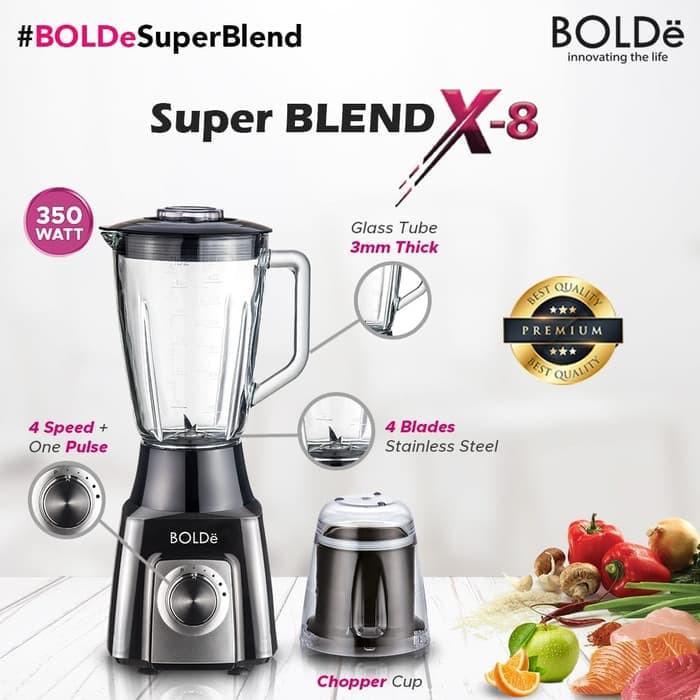 #BOLDeSuperBlend
BOLDë
innovating the life
Super BLEND X-8
350
WATT
Glass Tube
3mm Thick
BEST QUALITY
PREMIUM
BEST QUALITY
4 Speed +
One Pulse
4 Blades
Stainless Steel
BOLDë
Chopper Cup